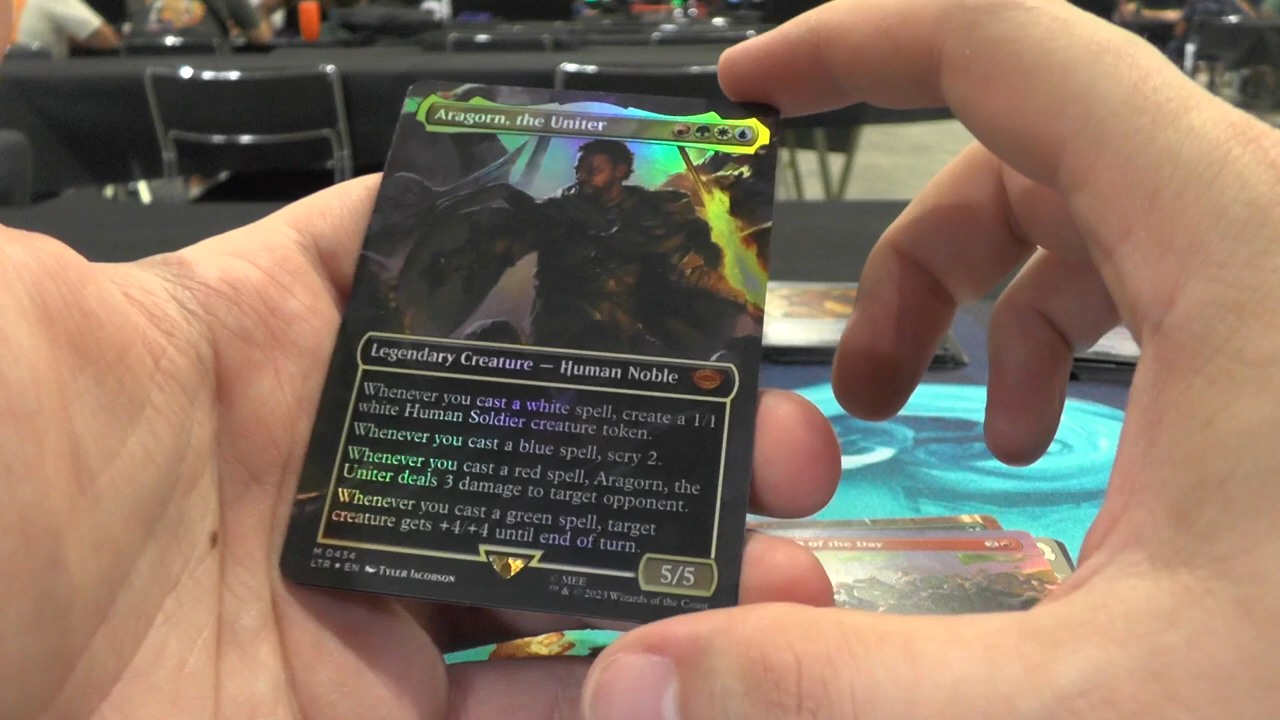 Aragorn, the Uniter
Legendary Creature — Human Noble
Whenever you cast a white spell, create a 1/1
white Human Soldier creature token.
Whenever you cast a blue spell, scry 2.
Whenever you cast a red spell, Aragorn, the
Uniter deals 3 damage to target opponent.
Whenever you cast a green spell, target
creature gets +4/+4 until end of turn.
5/5
M 0434
LTR ★ EN Tyler Jacobson
© MEE
™ & © 2023 Wizards of the Coast
of the Day